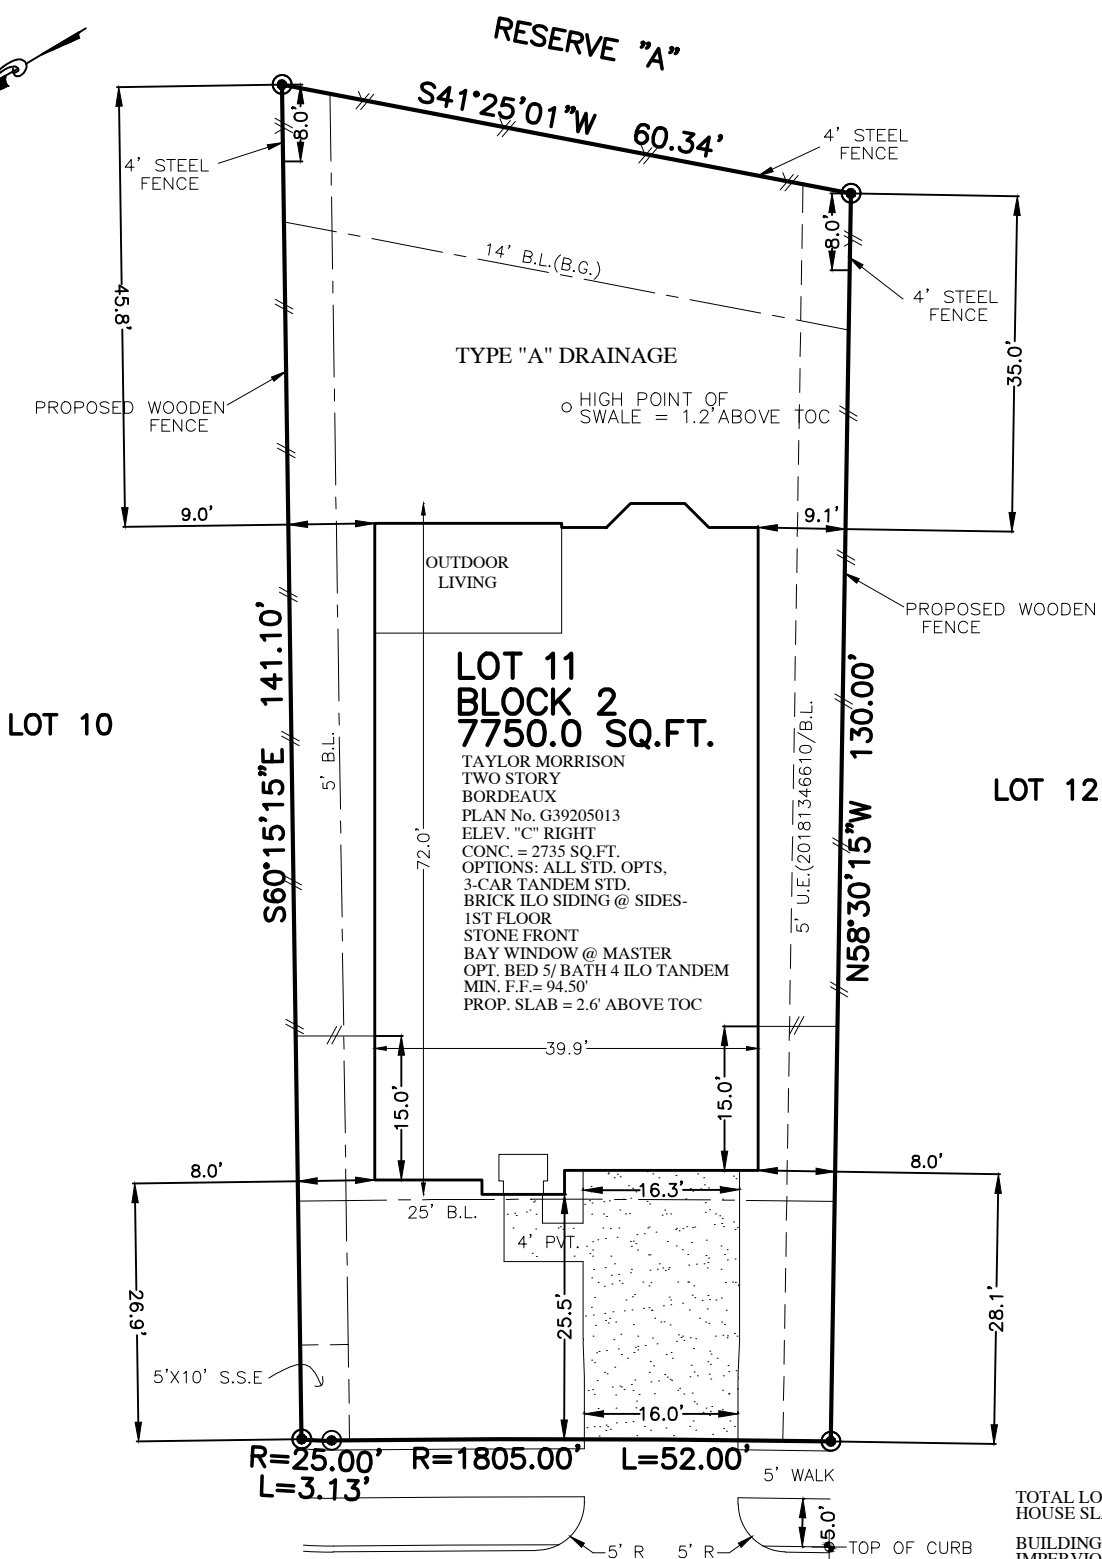 RESERVE "A"
S41°25'01"W 60.34'
8.0'
4' STEEL
FENCE
4' STEEL
FENCE
8.0'
14' B.L.(B.G.)
4' STEEL
FENCE
45.8'
35.0'
TYPE "A" DRAINAGE
PROPOSED WOODEN
FENCE
HIGH POINT OF
SWALE = 1.2' ABOVE TOC
9.0'
9.1'
OUTDOOR
LIVING
PROPOSED WOODEN
FENCE
S60°15'15"E 141.10'
N58°30'15"W 130.00'
LOT 10
LOT 12
5' B.L.
5' U.E.(20181346610/B.L.
72.0'
LOT 11
BLOCK 2
7750.0 SQ.FT.
TAYLOR MORRISON
TWO STORY
BORDEAUX
PLAN No. G39205013
ELEV. "C" RIGHT
CONC. = 2735 SQ.FT.
OPTIONS: ALL STD. OPTS,
3-CAR TANDEM STD.
BRICK ILO SIDING @ SIDES-
1ST FLOOR
STONE FRONT
BAY WINDOW @ MASTER
OPT. BED 5/ BATH 4 ILO TANDEM
MIN. F.F.= 94.50'
PROP. SLAB = 2.6' ABOVE TOC
39.9'
15.0'
15.0'
8.0'
8.0'
16.3'
25' B.L.
4' PVT.
26.9'
25.5'
28.1'
5'X10' S.S.E
16.0'
R=25.00' R=1805.00' L=52.00'
L=3.13'
5' WALK
TOTAL LO
HOUSE SLA
5.0'
BUILDING
5' R 5' R
TOP OF CURB
IMPERVIO